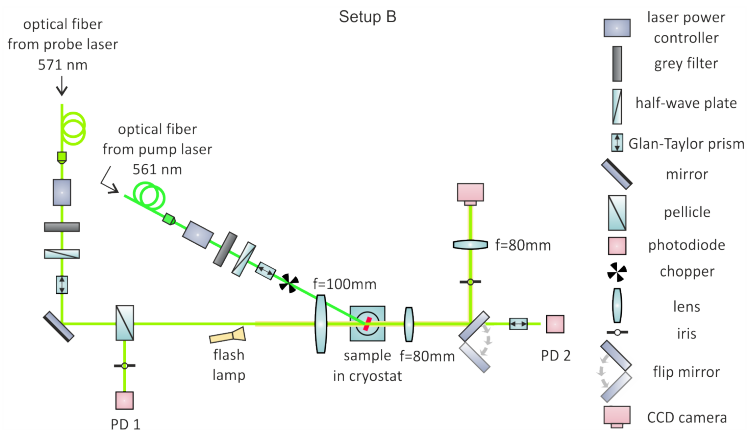 Setup B
optical fiber
from probe laser
571 nm
optical fiber
from pump laser
561 nm
f=100mm
f=80mm
f=80mm
flash
lamp
sample
in cryostat
PD 1
PD 2
laser power
controller
grey filter
half-wave plate
Glan-Taylor prism
mirror
pellicle
photodiode
chopper
lens
iris
flip mirror
CCD camera